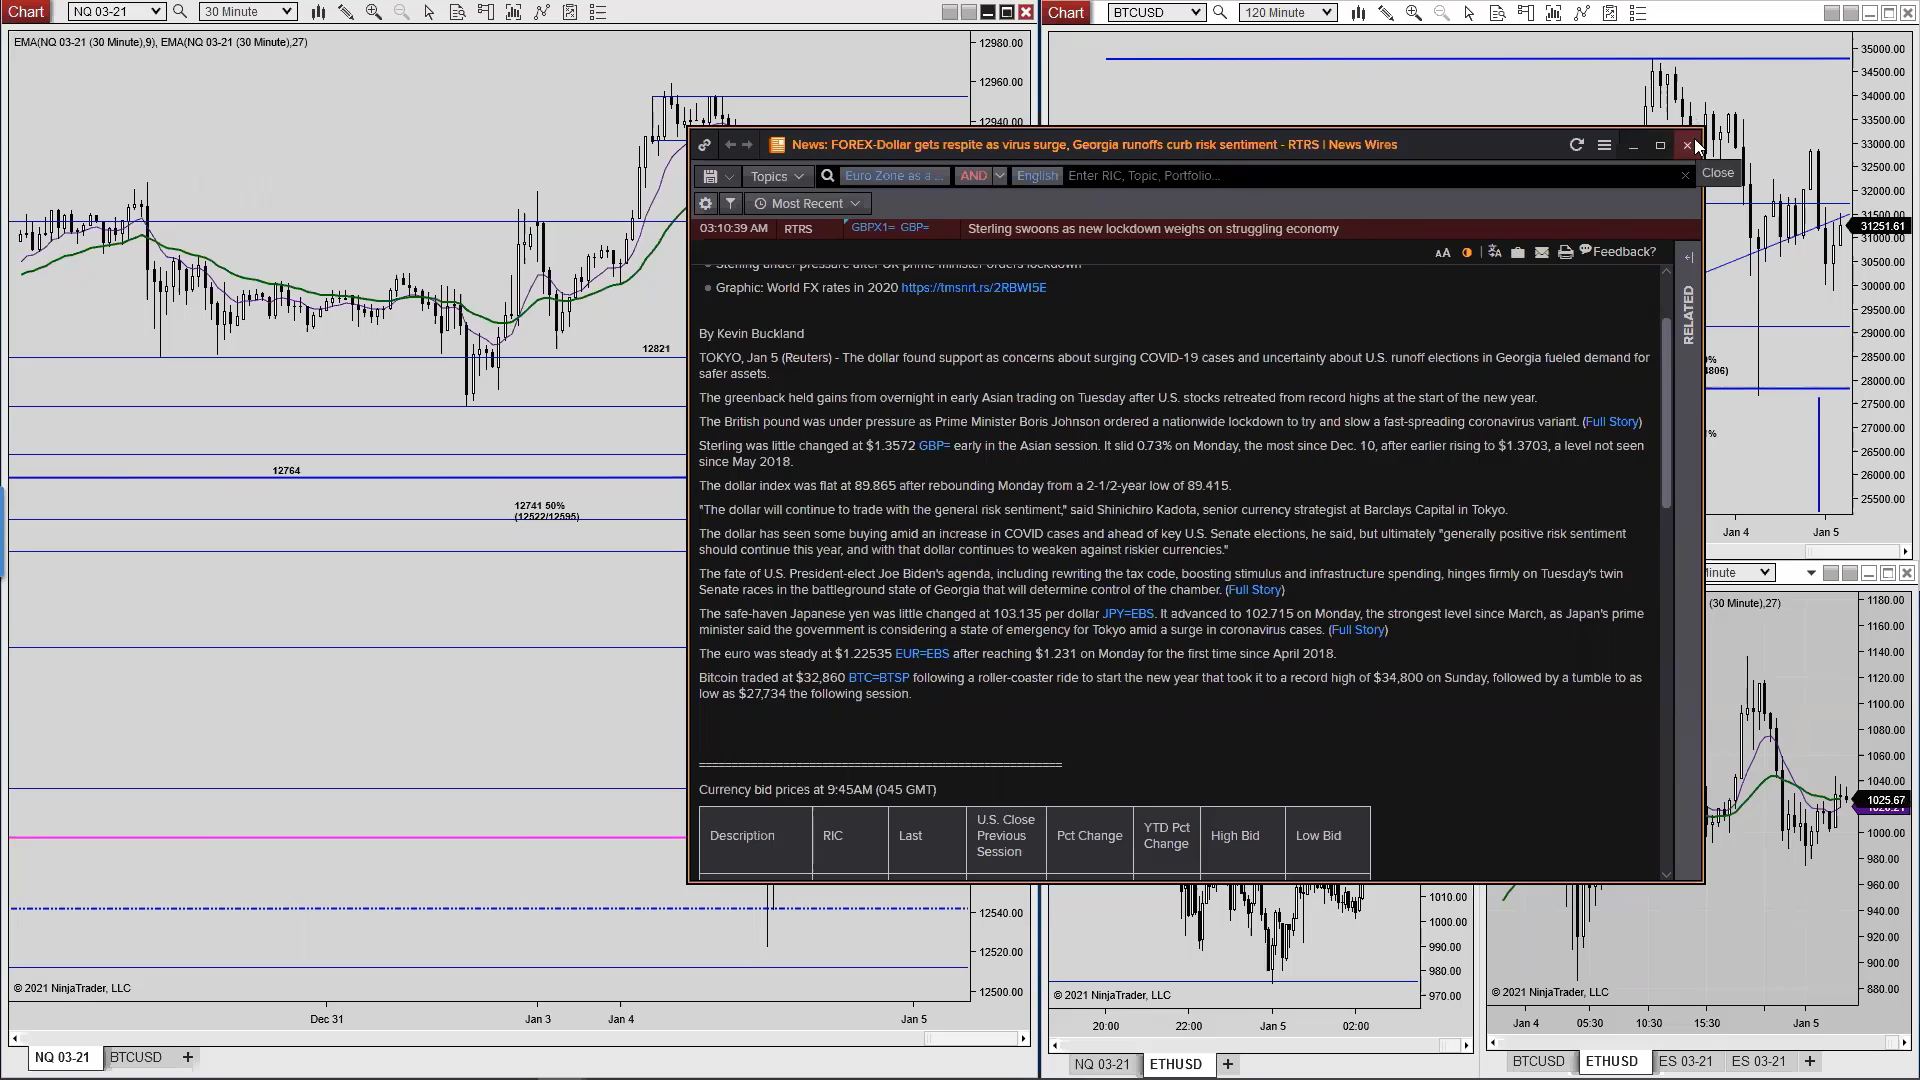 Chart
NQ 03-21
30 Minute
EMA(NQ 03-21 (30 Minute),9), EMA(NQ 03-21 (30 Minute),27)
12980.00
12960.00
12940.00
12821
12764
12741 50%
(12522/12595)
12540.00
12520.00
12500.00
© 2021 NinjaTrader, LLC
Dec 31
Jan 3
Jan 4
Jan 5
NQ 03-21
BTCUSD
+
Chart
BTCUSD
120 Minute
35000.00
34500.00
34000.00
33500.00
33000.00
32500.00
32000.00
31500.00
31251.61
31000.00
30500.00
30000.00
29500.00
29000.00
28500.00
28000.00
27500.00
27000.00
26500.00
26000.00
25500.00
Jan 4
Jan 5
News: FOREX-Dollar gets respite as virus surge, Georgia runoffs curb risk sentiment - RTRS | News Wires
Close
Topics
Euro Zone as a ...
AND
English
Enter RIC, Topic, Portfolio...
Most Recent
03:10:39 AM
RTRS
GBPX1= GBP=
Sterling swoons as new lockdown weighs on struggling economy
AA
Feedback?
RELATED
Sterling under pressure after UK prime minister orders lockdown
Graphic: World FX rates in 2020 https://tmsnrt.rs/2RBWI5E
By Kevin Buckland
TOKYO, Jan 5 (Reuters) - The dollar found support as concerns about surging COVID-19 cases and uncertainty about U.S. runoff elections in Georgia fueled demand for
safer assets.
The greenback held gains from overnight in early Asian trading on Tuesday after U.S. stocks retreated from record highs at the start of the new year.
The British pound was under pressure as Prime Minister Boris Johnson ordered a nationwide lockdown to try and slow a fast-spreading coronavirus variant. (Full Story)
Sterling was little changed at $1.3572 GBP= early in the Asian session. It slid 0.73% on Monday, the most since Dec. 10, after earlier rising to $1.3703, a level not seen
since May 2018.
The dollar index was flat at 89.865 after rebounding Monday from a 2-1/2-year low of 89.415.
"The dollar will continue to trade with the general risk sentiment," said Shinichiro Kadota, senior currency strategist at Barclays Capital in Tokyo.
The dollar has seen some buying amid an increase in COVID cases and ahead of key U.S. Senate elections, he said, but ultimately "generally positive risk sentiment
should continue this year, and with that dollar continues to weaken against riskier currencies."
The fate of U.S. President-elect Joe Biden's agenda, including rewriting the tax code, boosting stimulus and infrastructure spending, hinges firmly on Tuesday's twin
Senate races in the battleground state of Georgia that will determine control of the chamber. (Full Story)
The safe-haven Japanese yen was little changed at 103.135 per dollar JPY=EBS. It advanced to 102.715 on Monday, the strongest level since March, as Japan's prime
minister said the government is considering a state of emergency for Tokyo amid a surge in coronavirus cases. (Full Story)
The euro was steady at $1.22535 EUR=EBS after reaching $1.231 on Monday for the first time since April 2018.
Bitcoin traded at $32,860 BTC=BTSP following a roller-coaster ride to start the new year that took it to a record high of $34,800 on Sunday, followed by a tumble to as
low as $27,734 the following session.
========================================================
Currency bid prices at 9:45AM (045 GMT)
Description
RIC
Last
U.S. Close
Previous
Session
Pct Change
YTD Pct
Change
High Bid
Low Bid
1010.00
1000.00
990.00
980.00
970.00
© 2021 NinjaTrader, LLC
20:00
22:00
Jan 5
02:00
NQ 03-21
ETHUSD
+
inute
(30 Minute),27)
1180.00
1160.00
1140.00
1120.00
1100.00
1080.00
1060.00
1040.00
1025.67
1000.00
980.00
960.00
940.00
920.00
900.00
880.00
© 2021 NinjaTrader, LLC
Jan 4
05:30
10:30
15:30
Jan 5
BTCUSD
ETHUSD
ES 03-21
ES 03-21
+